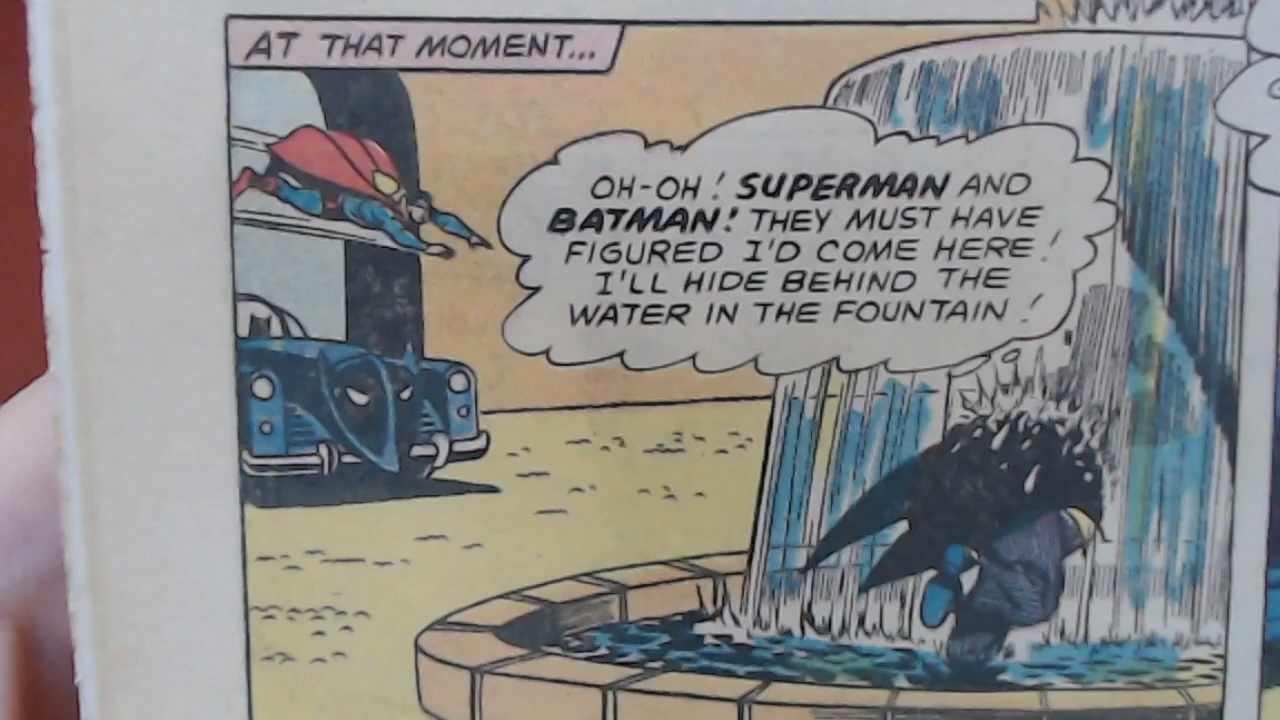 AT THAT MOMENT...
OH-OH! SUPERMAN AND
BATMAN! THEY MUST HAVE
FIGURED I'D COME HERE!
I'LL HIDE BEHIND THE
WATER IN THE FOUNTAIN!